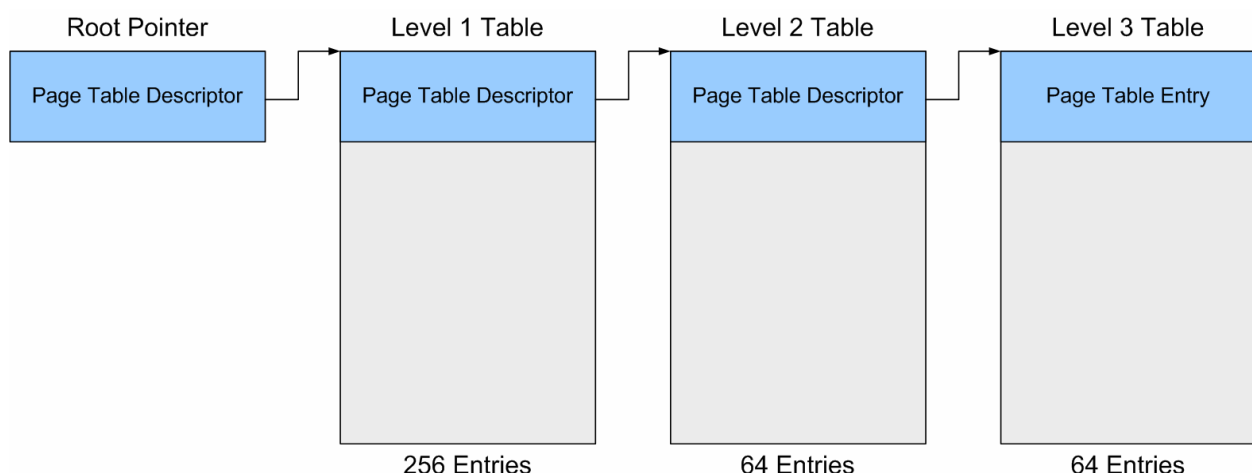 Root Pointer
Level 1 Table
Level 2 Table
Level 3 Table
Page Table Descriptor
Page Table Descriptor
Page Table Descriptor
Page Table Entry
256 Entries
64 Entries
64 Entries